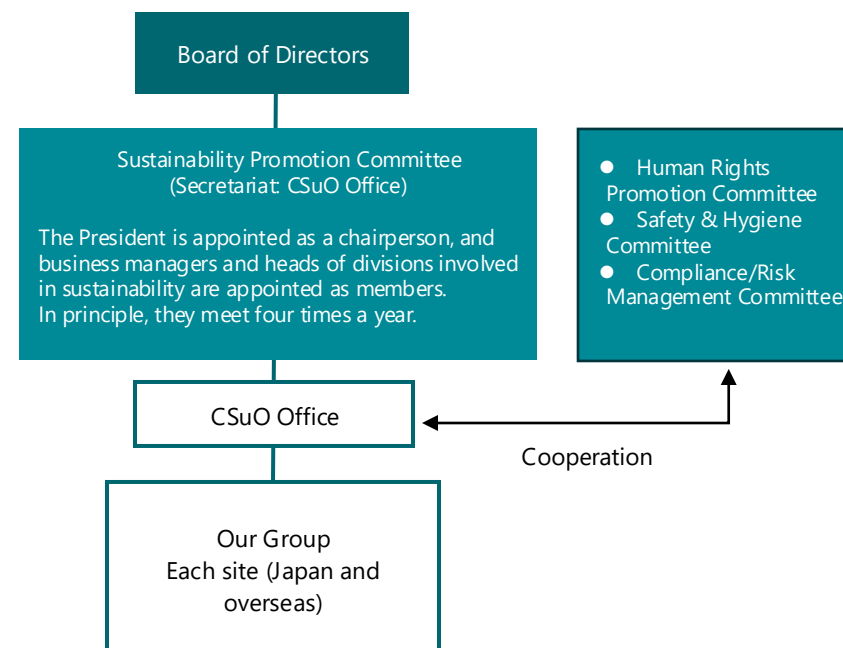 Board of Directors
Sustainability Promotion Committee
(Secretariat: CSuO Office)
The President is appointed as a chairperson, and
business managers and heads of divisions involved
in sustainability are appointed as members.
In principle, they meet four times a year.
● Human Rights
Promotion Committee
● Safety & Hygiene
Committee
● Compliance/Risk
Management Committee
CSuO Office
Cooperation
Our Group
Each site (Japan and
overseas)